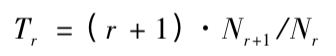 T_r = ( r + 1 ) · N_{r+1} / N_r